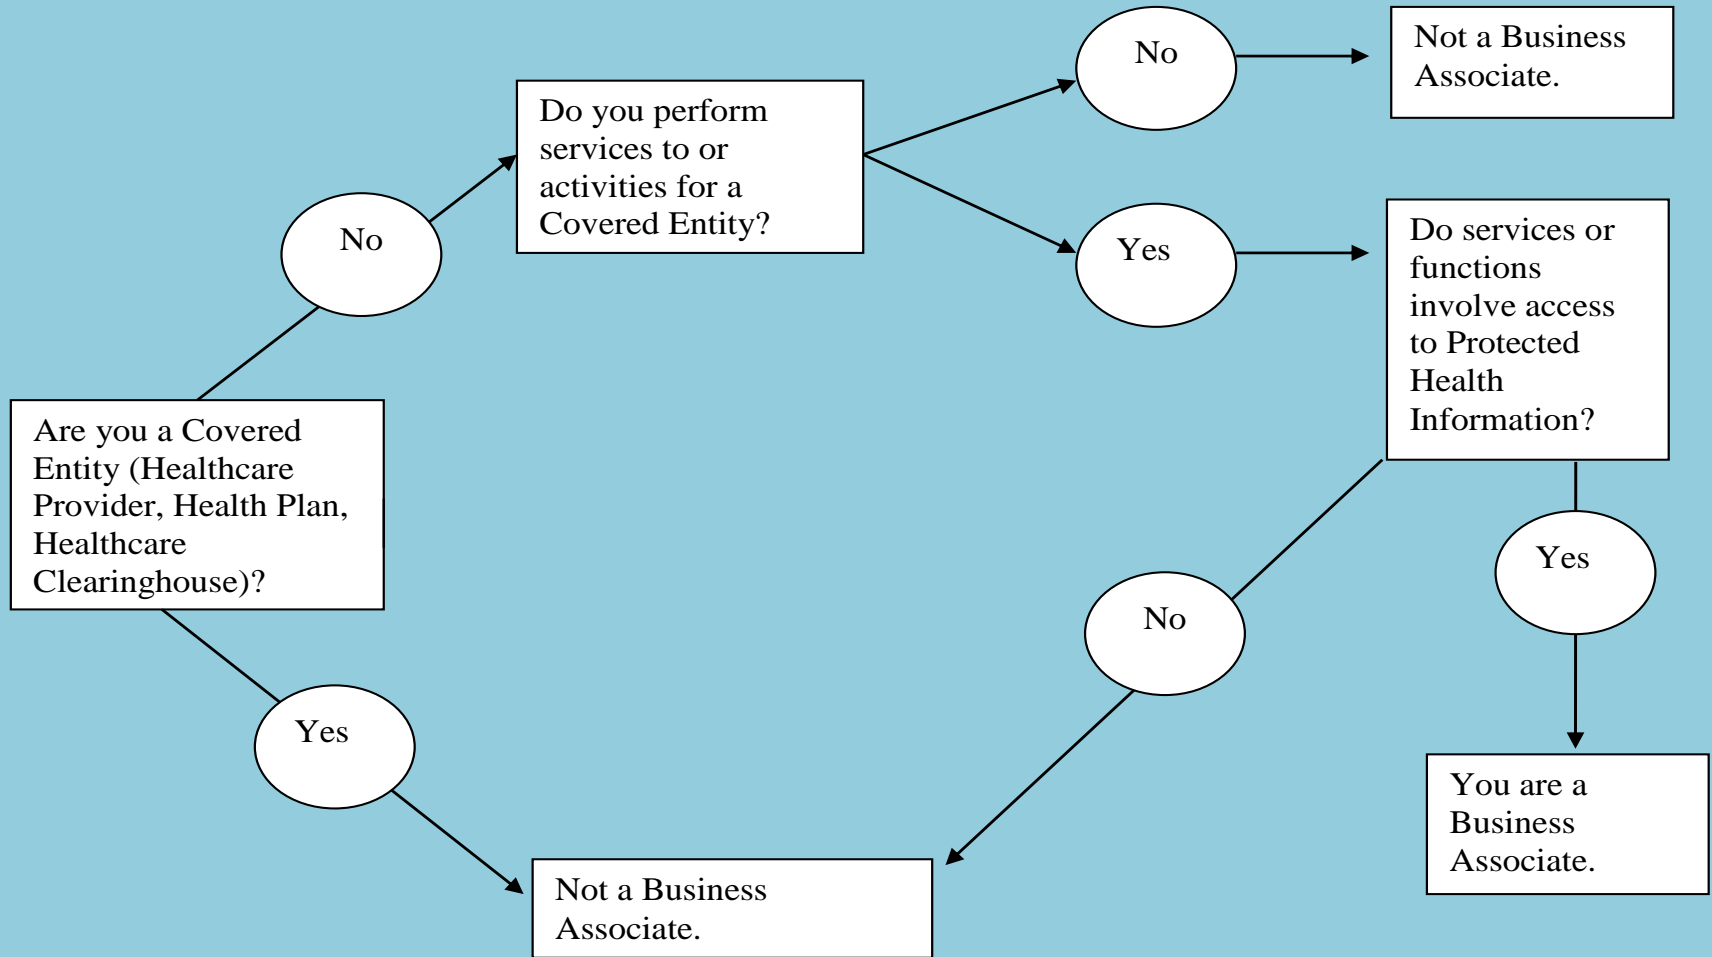 No
Not a Business
Associate.
Do you perform
services to or
activities for a
Covered Entity?
No
Yes
Do services or
functions
involve access
to Protected
Health
Information?
Are you a Covered
Entity (Healthcare
Provider, Health Plan,
Healthcare
Clearinghouse)?
Yes
No
Yes
You are a
Business
Associate.
Not a Business
Associate.